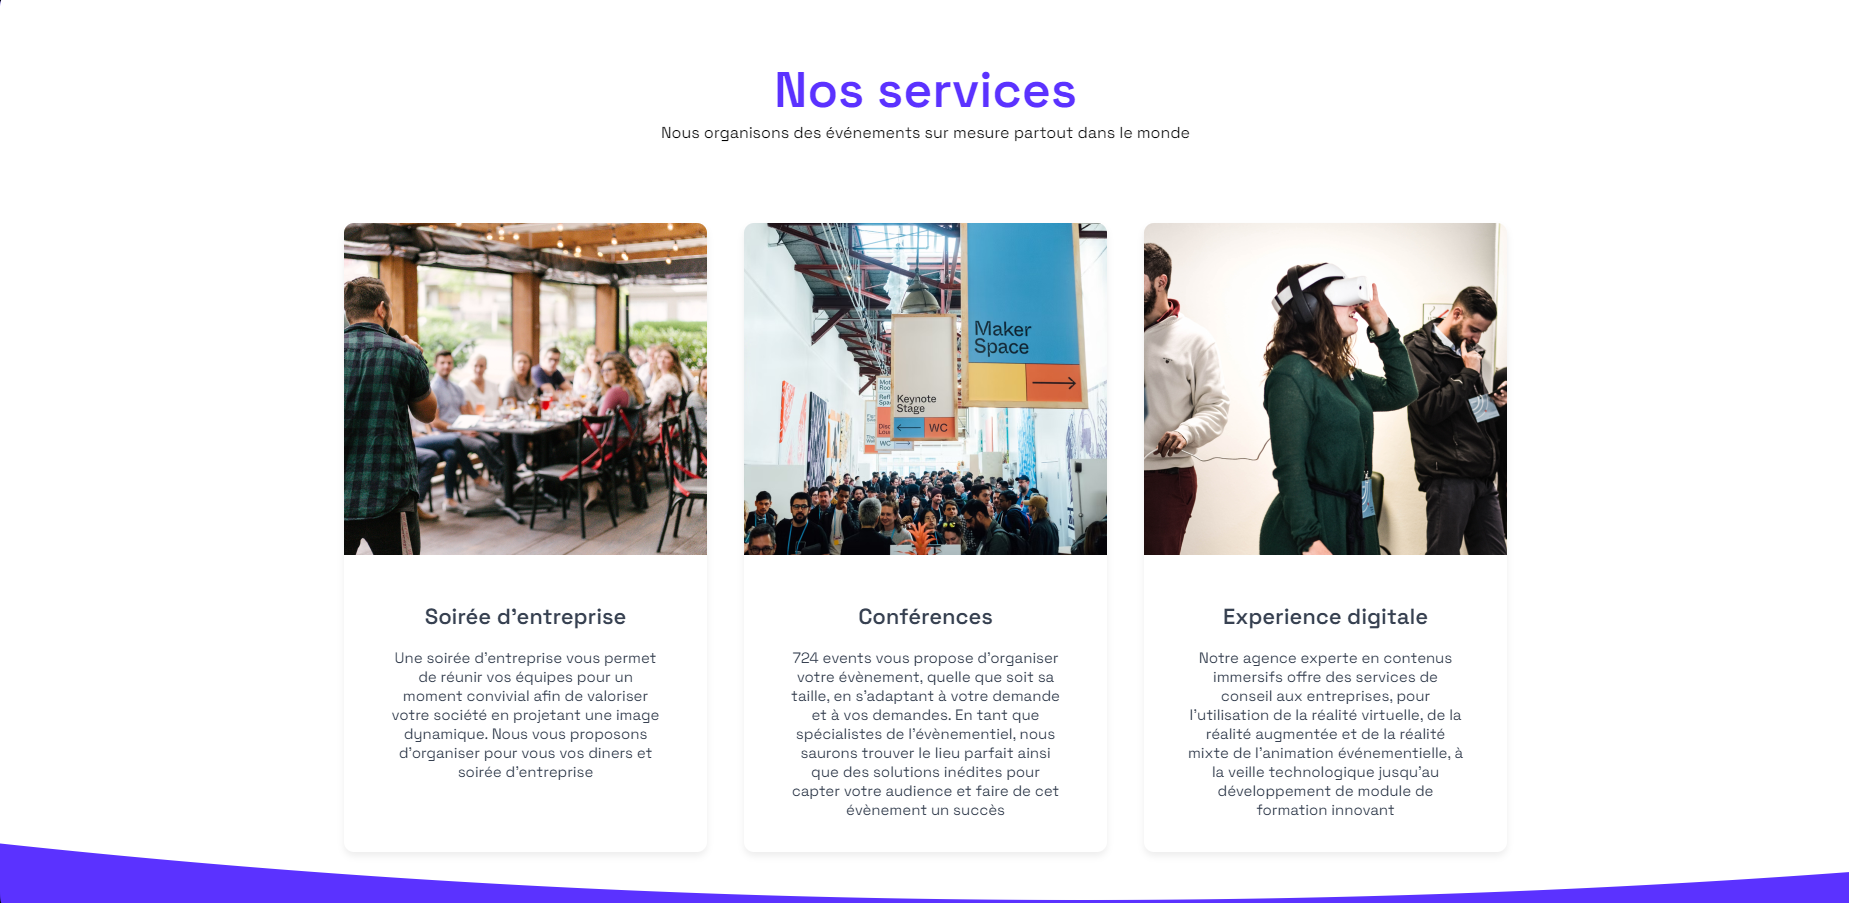 Nos services
Nous organisons des événements sur mesure partout dans le monde
Maker
Space
Keynote
Stage
WC
WC
Soirée d'entreprise
Une soirée d'entreprise vous permet
de réunir vos équipes pour un
moment convivial afin de valoriser
votre société en projetant une image
dynamique. Nous vous proposons
d'organiser pour vous vos diners et
soirée d'entreprise
Conférences
724 events vous propose d'organiser
votre évènement, quelle que soit sa
taille, en s'adaptant à votre demande
et à vos demandes. En tant que
spécialistes de l'évènementiel, nous
saurons trouver le lieu parfait ainsi
que des solutions inédites pour
capter votre audience et faire de cet
évènement un succès
Experience digitale
Notre agence experte en contenus
immersifs offre des services de
conseil aux entreprises, pour
l'utilisation de la réalité virtuelle, de la
réalité augmentée et de la réalité
mixte de l'animation événementielle, à
la veille technologique jusqu'au
développement de module de
formation innovant